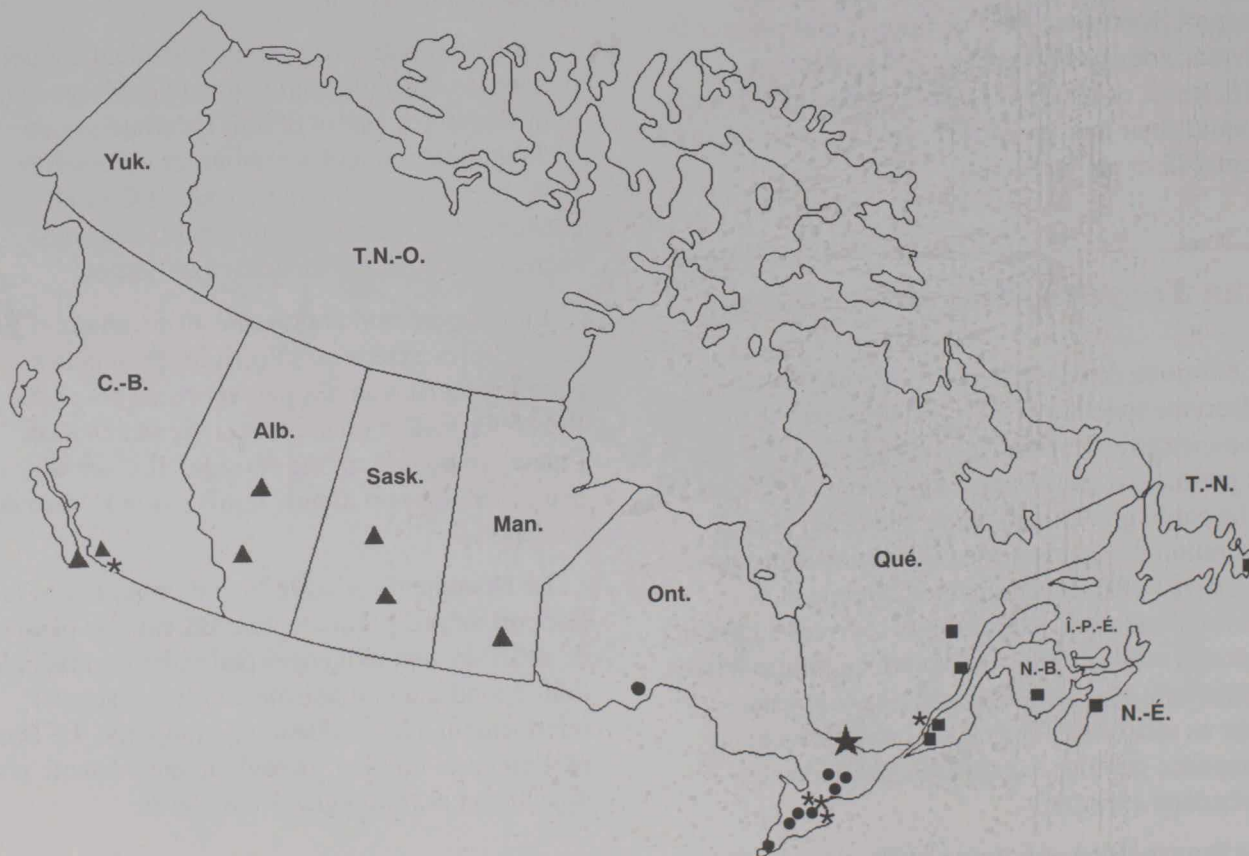 Yuk.
T.N.-O.
C.-B.
Alb.
Sask.
Man.
Ont.
Qué.
T.-N.
Î.-P.-É.
N.-B.
N.-É.